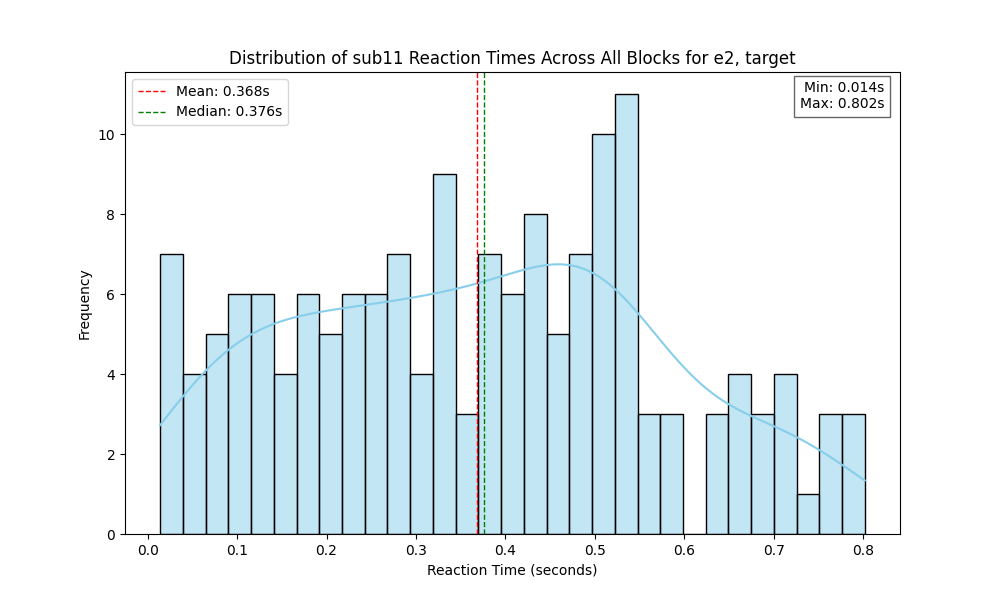 Distribution of sub11 Reaction Times Across All Blocks for e2, target
Mean: 0.368s
Median: 0.376s
Min: 0.014s
Max: 0.802s
Frequency
10
8
6
4
2
0
0.0 0.1 0.2 0.3 0.4 0.5 0.6 0.7 0.8
Reaction Time (seconds)